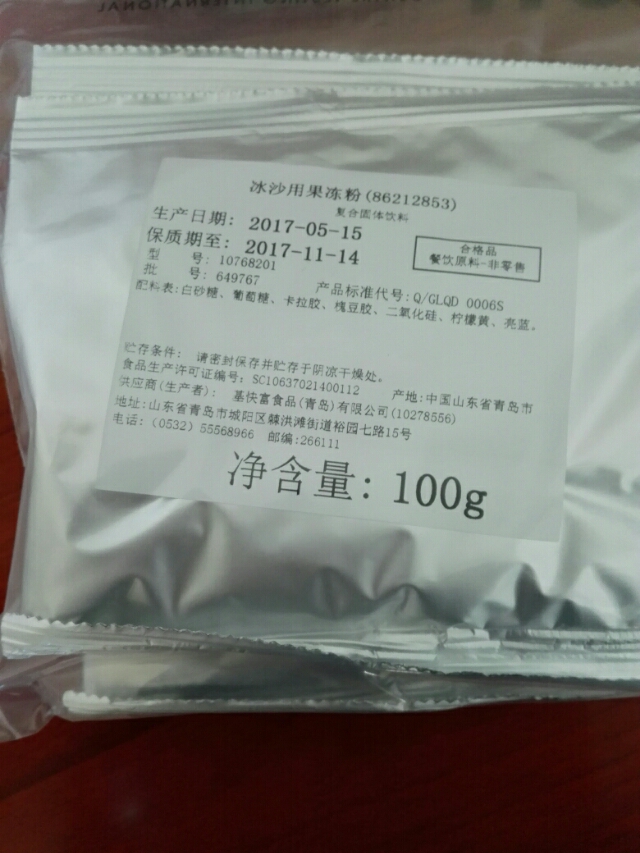 INTERNATIONAL
冰沙用果冻粉(86212853)
复合固体饮料
生产日期: 2017-05-15
保质期至: 2017-11-14
合格品
餐饮原料-非零售
型 号: 10768201
批 号: 649767
产品标准代号: Q/GLQD 0006S
配料表:白砂糖、葡萄糖、卡拉胶、槐豆胶、二氧化硅、柠檬黄、亮蓝。
贮存条件: 请密封保存并贮存于阴凉干燥处。
食品生产许可证编号: SC10637021400112 产地:中国山东省青岛市
供应商(生产者): 基快富食品(青岛)有限公司(10278556)
地址:山东省青岛市城阳区棘洪滩街道裕园七路15号
电话: (0532) 55568966 邮编:266111
净含量: 100g